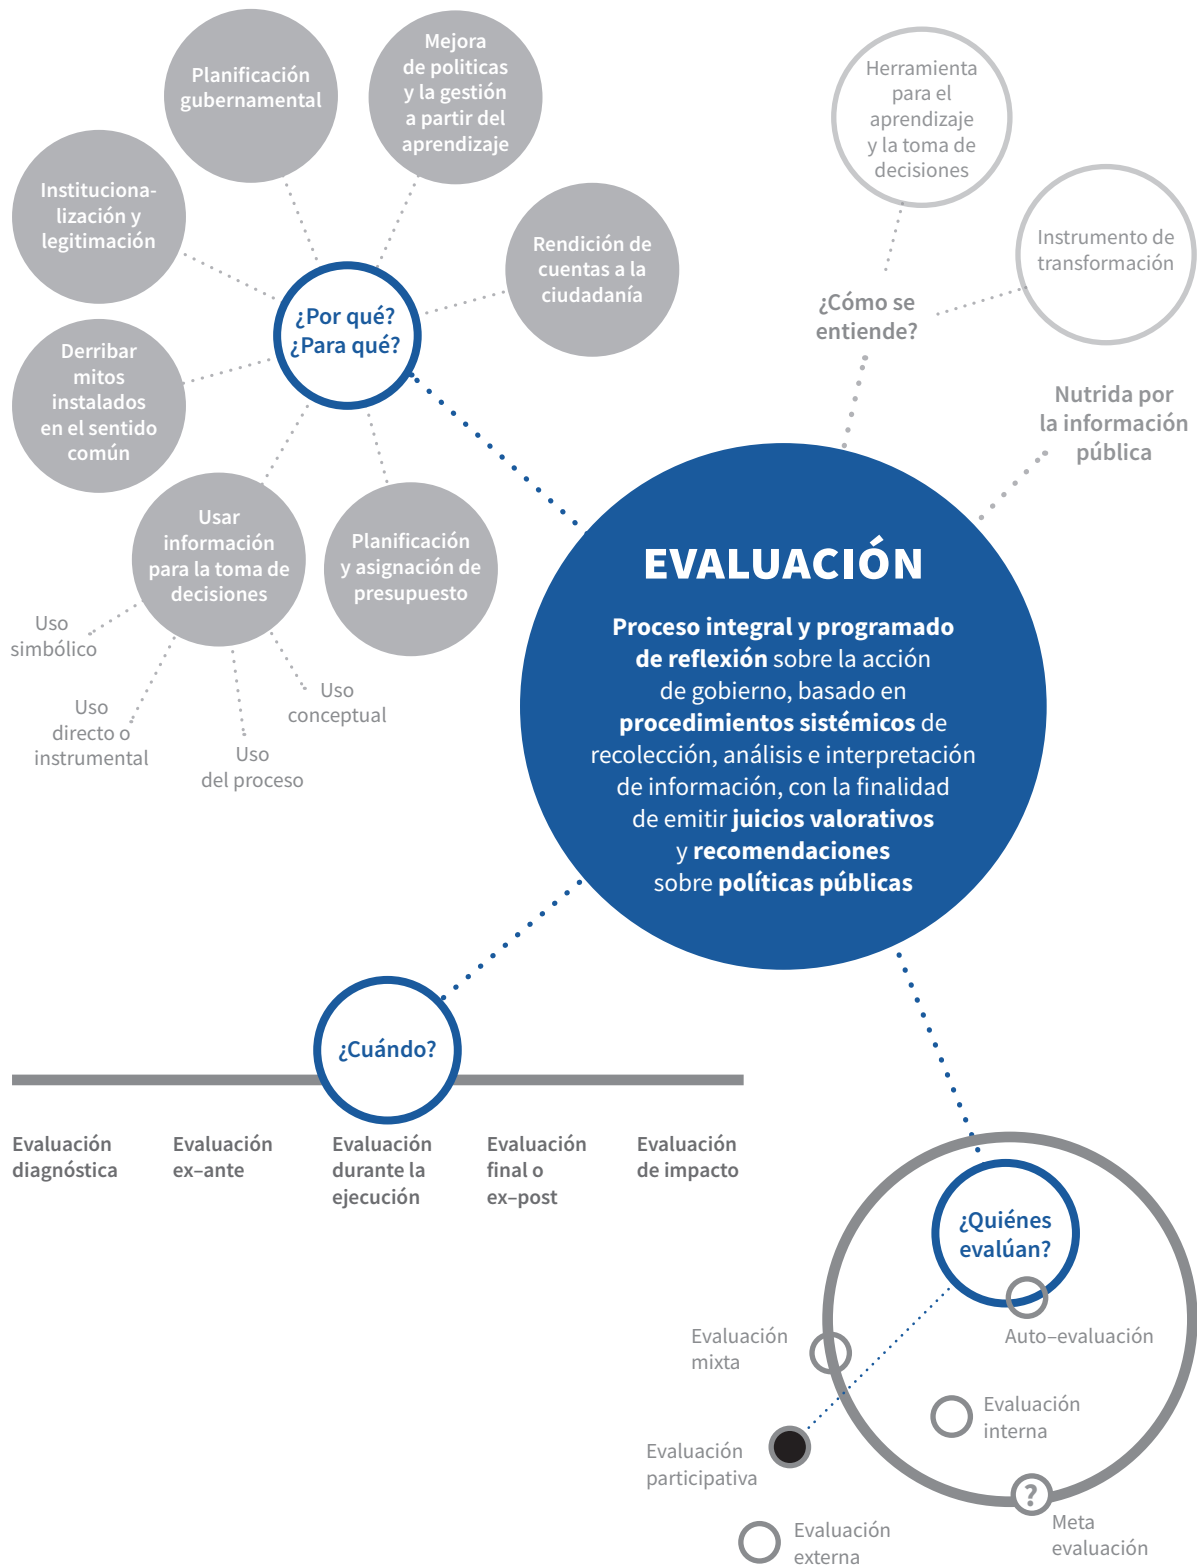 Planificación
gubernamental
Mejora
de politicas
y la gestión
a partir del
aprendizaje
Instituciona-
lización y
legitimación
Rendición de
cuentas a la
ciudadanía
¿Por qué?
¿Para qué?
Derribar
mitos
instalados
en el sentido
común
Usar
información
para la toma de
decisiones
Planificación
y asignación de
presupuesto
Uso
simbólico
Uso
directo o
instrumental
Uso
del proceso
Uso
conceptual
Herramienta
para el
aprendizaje
y la toma de
decisiones
Instrumento de
transformación
¿Cómo se
entiende?
Nutrida por
la información
pública
EVALUACIÓN
Proceso integral y programado
de reflexión sobre la acción
de gobierno, basado en
procedimientos sistémicos de
recolección, análisis e interpretación
de información, con la finalidad
de emitir juicios valorativos
y recomendaciones
sobre políticas públicas
¿Cuándo?
Evaluación
diagnóstica
Evaluación
ex–ante
Evaluación
durante la
ejecución
Evaluación
final o
ex–post
Evaluación
de impacto
¿Quiénes
evalúan?
Auto–evaluación
Evaluación
mixta
Evaluación
interna
Evaluación
participativa
?
Meta
evaluación
Evaluación
externa